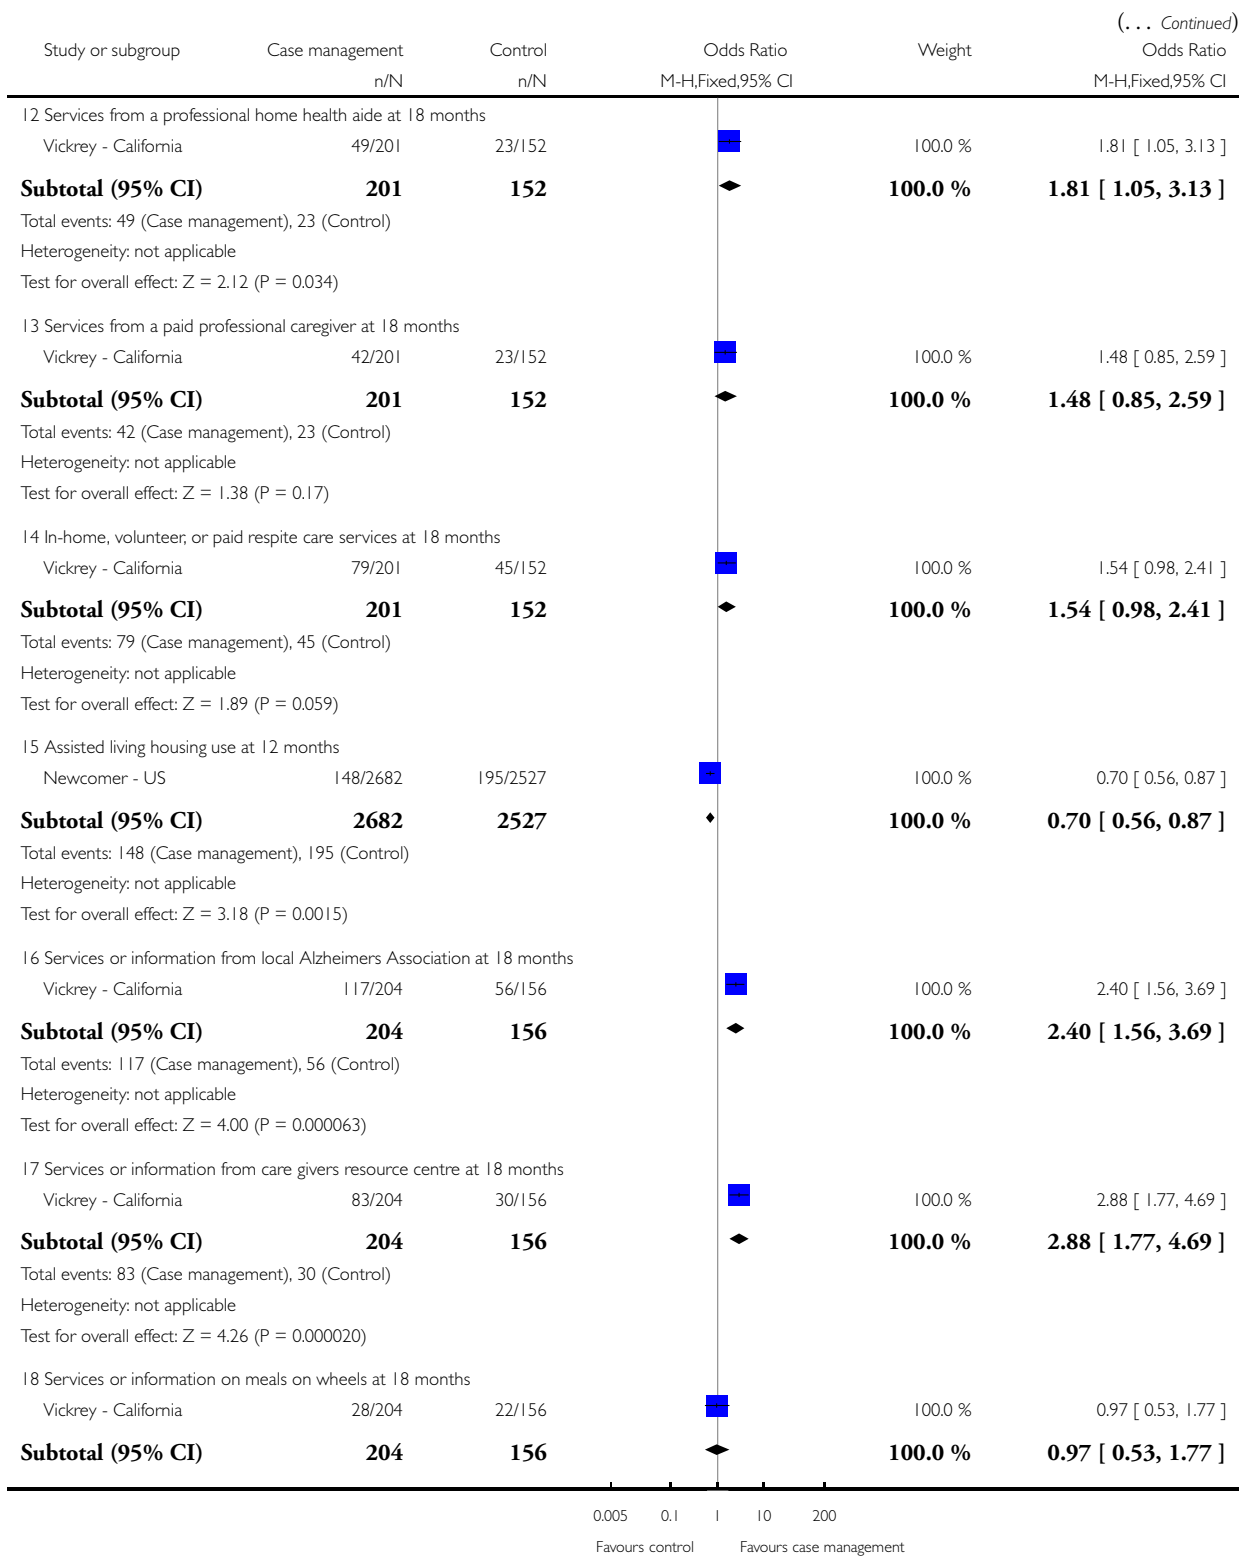 (... Continued)
Study or subgroup Case management Control Odds Ratio Weight Odds Ratio
n/N n/N M-H,Fixed,95% CI M-H,Fixed,95% CI
12 Services from a professional home health aide at 18 months
Vickrey - California 49/201 23/152 100.0 % 1.81 [ 1.05, 3.13 ]
Subtotal (95% CI) 201 152 100.0 % 1.81 [ 1.05, 3.13 ]
Total events: 49 (Case management), 23 (Control)
Heterogeneity: not applicable
Test for overall effect: Z = 2.12 (P = 0.034)
13 Services from a paid professional caregiver at 18 months
Vickrey - California 42/201 23/152 100.0 % 1.48 [ 0.85, 2.59 ]
Subtotal (95% CI) 201 152 100.0 % 1.48 [ 0.85, 2.59 ]
Total events: 42 (Case management), 23 (Control)
Heterogeneity: not applicable
Test for overall effect: Z = 1.38 (P = 0.17)
14 In-home, volunteer, or paid respite care services at 18 months
Vickrey - California 79/201 45/152 100.0 % 1.54 [ 0.98, 2.41 ]
Subtotal (95% CI) 201 152 100.0 % 1.54 [ 0.98, 2.41 ]
Total events: 79 (Case management), 45 (Control)
Heterogeneity: not applicable
Test for overall effect: Z = 1.89 (P = 0.059)
15 Assisted living housing use at 12 months
Newcomer - US 148/2682 195/2527 100.0 % 0.70 [ 0.56, 0.87 ]
Subtotal (95% CI) 2682 2527 100.0 % 0.70 [ 0.56, 0.87 ]
Total events: 148 (Case management), 195 (Control)
Heterogeneity: not applicable
Test for overall effect: Z = 3.18 (P = 0.0015)
16 Services or information from local Alzheimers Association at 18 months
Vickrey - California 117/204 56/156 100.0 % 2.40 [ 1.56, 3.69 ]
Subtotal (95% CI) 204 156 100.0 % 2.40 [ 1.56, 3.69 ]
Total events: 117 (Case management), 56 (Control)
Heterogeneity: not applicable
Test for overall effect: Z = 4.00 (P = 0.000063)
17 Services or information from care givers resource centre at 18 months
Vickrey - California 83/204 30/156 100.0 % 2.88 [ 1.77, 4.69 ]
Subtotal (95% CI) 204 156 100.0 % 2.88 [ 1.77, 4.69 ]
Total events: 83 (Case management), 30 (Control)
Heterogeneity: not applicable
Test for overall effect: Z = 4.26 (P = 0.000020)
18 Services or information on meals on wheels at 18 months
Vickrey - California 28/204 22/156 100.0 % 0.97 [ 0.53, 1.77 ]
Subtotal (95% CI) 204 156 100.0 % 0.97 [ 0.53, 1.77 ]
0.005 0.1 1 10 200
Favours control Favours case management